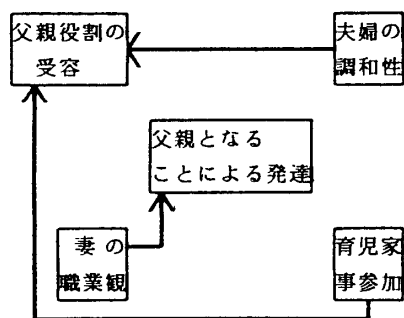 父親役割の
受容
夫婦の
調和性
父親となる
ことによる発達
妻の
職業観
育児家
事参加